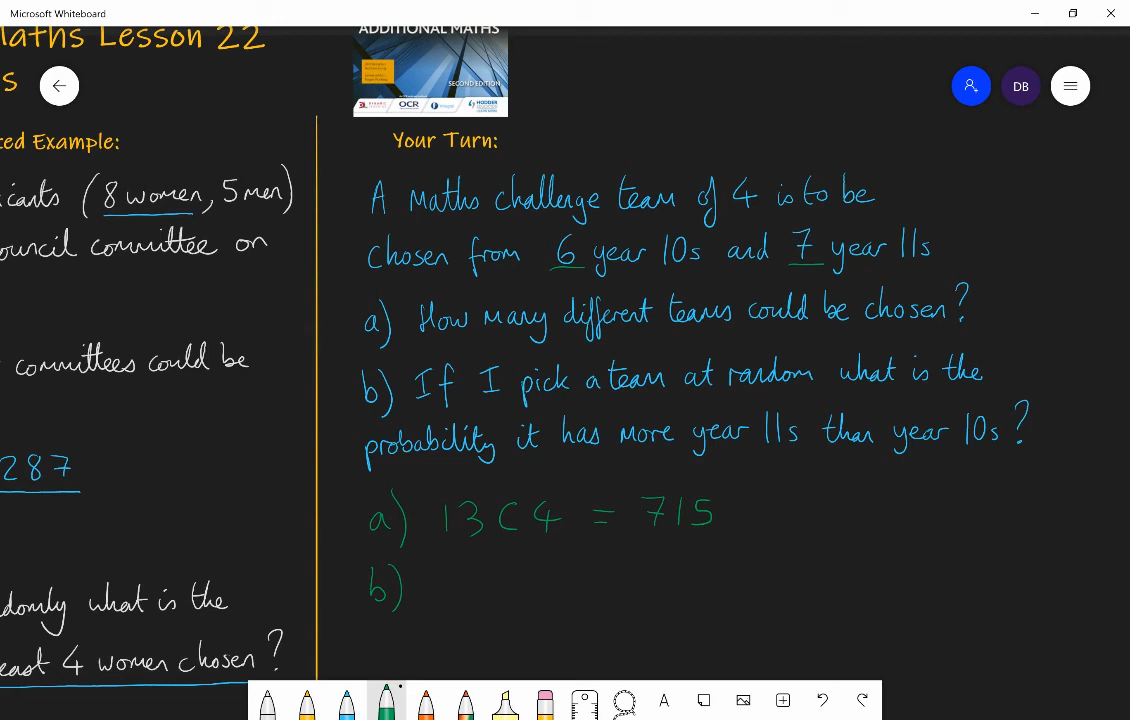 Microsoft Whiteboard
Maths Lesson 22
s
ADDITIONAL MATHS
SECOND EDITION
OCR
HODDER
DB
ted Example:
icants (8 women, 5 men)
ouncil committee on
committees could be
287
domly what is the
east 4 women chosen?
Your Turn:
A Maths challenge team of 4 is to be
chosen from 6 year 10s and 7 year 11s
a) How many different teams could be chosen?
b) If I pick a team at random what is the
probability it has more year 11s than year 10s?
a) 13C4 = 715
b)
A